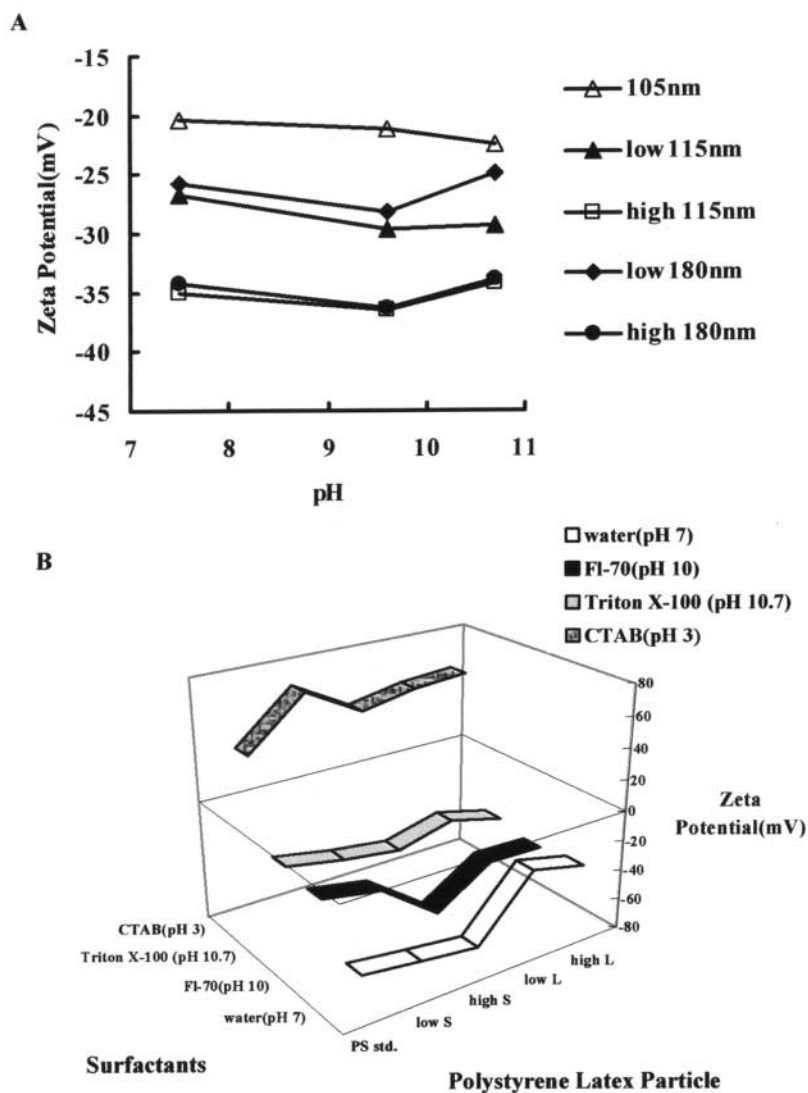 A
-15
-20
-25
-30
-35
-40
-45
Zeta Potential(mV)
7 8 9 10 11
pH
105nm
low 115nm
high 115nm
low 180nm
high 180nm
B
water(pH 7)
Fl-70(pH 10)
Triton X-100 (pH 10.7)
CTAB(pH 3)
80
60
40
20
0
-20
-40
-60
-80
Zeta
Potential(mV)
CTAB(pH 3)
Triton X-100 (pH 10.7)
Fl-70(pH 10)
water(pH 7)
PS std.
low S
high S
low L
high L
Surfactants
Polystyrene Latex Particle